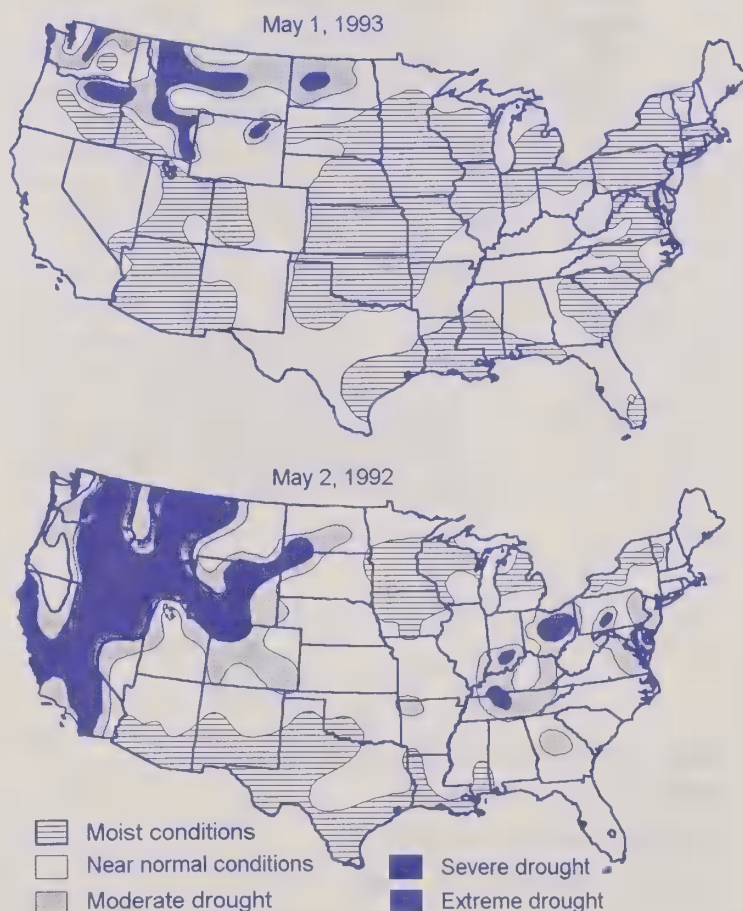 May 1, 1993
May 2, 1992
Moist conditions
Near normal conditions
Moderate drought
Severe drought
Extreme drought